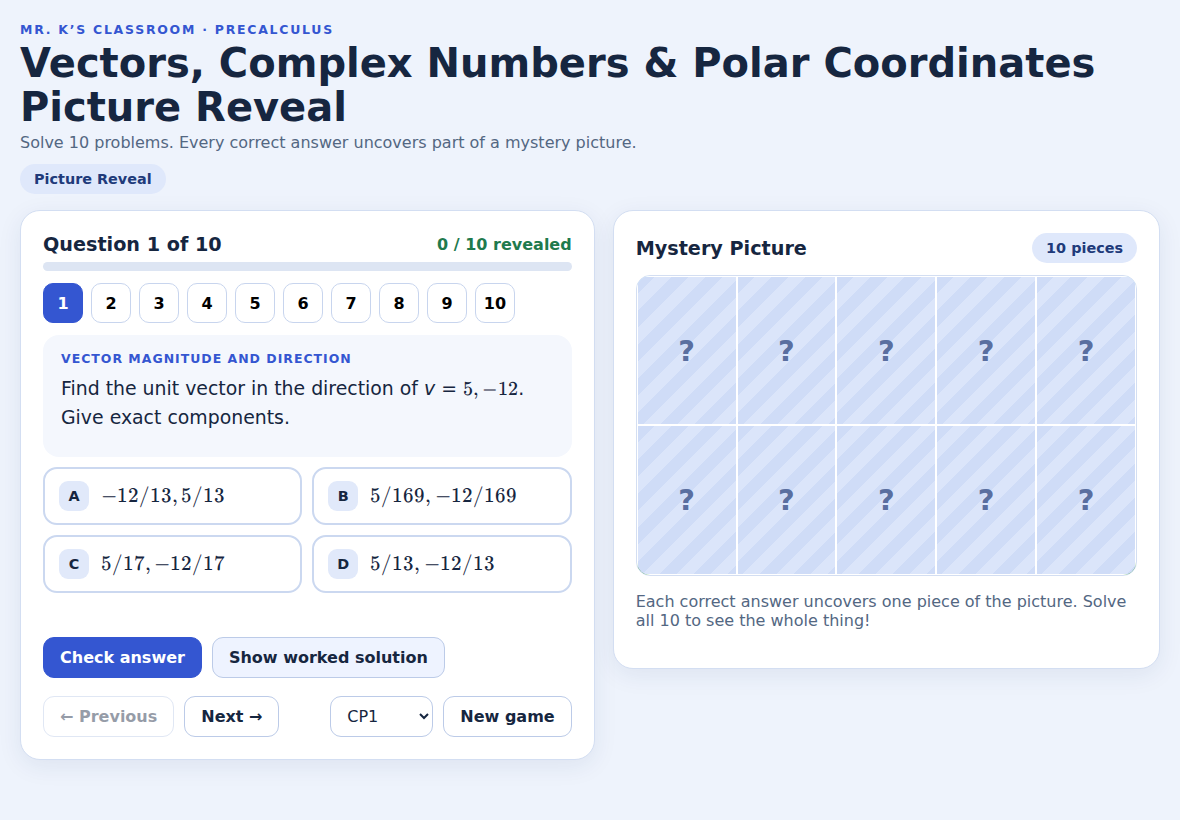 MR. K’S CLASSROOM · PRECALCULUS
Vectors, Complex Numbers & Polar Coordinates
Picture Reveal
Solve 10 problems. Every correct answer uncovers part of a mystery picture.
Picture Reveal
Question 1 of 10
0 / 10 revealed
1 2 3 4 5 6 7 8 9 10
VECTOR MAGNITUDE AND DIRECTION
Find the unit vector in the direction of v = 5, −12.
Give exact components.
A −12/13, 5/13
B 5/169, −12/169
C 5/17, −12/17
D 5/13, −12/13
Check answer
Show worked solution
← Previous
Next →
CP1
New game
Mystery Picture
10 pieces
? ? ? ? ?
? ? ? ? ?
Each correct answer uncovers one piece of the picture. Solve
all 10 to see the whole thing!